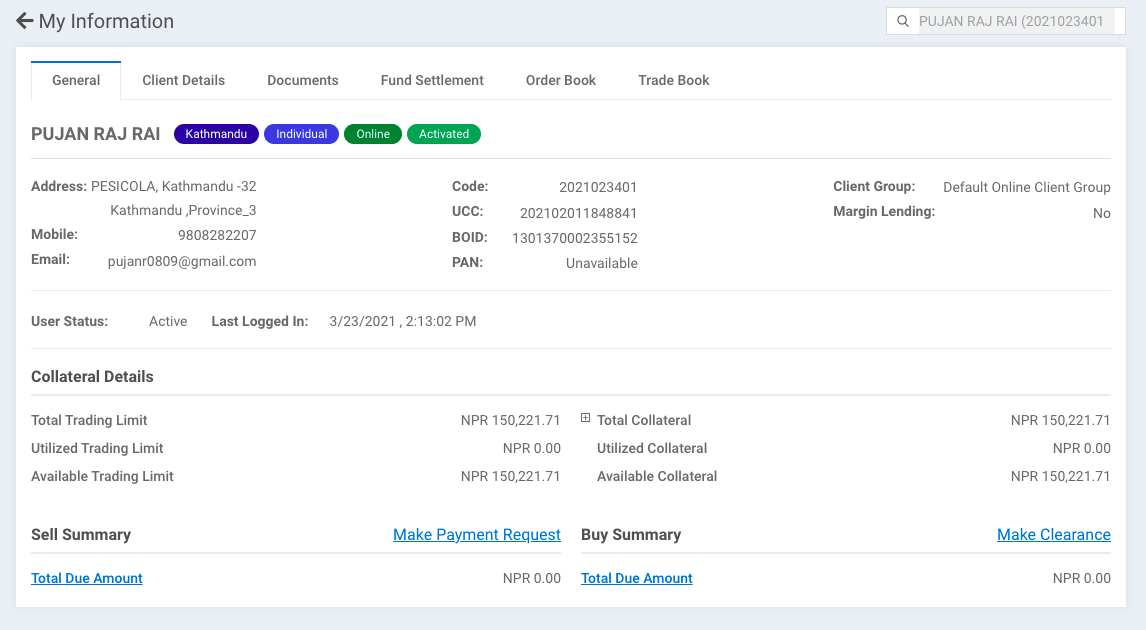 My Information
PUJAN RAJ RAI (2021023401
General Client Details Documents Fund Settlement Order Book Trade Book
PUJAN RAJ RAI Kathmandu Individual Online Activated
Address: PESICOLA, Kathmandu -32
Kathmandu ,Province_3
Mobile: 9808282207
Email: pujanr0809@gmail.com
Code: 2021023401
UCC: 202102011848841
BOID: 1301370002355152
PAN: Unavailable
Client Group: Default Online Client Group
Margin Lending: No
User Status: Active Last Logged In: 3/23/2021 , 2:13:02 PM
Collateral Details
Total Trading Limit NPR 150,221.71
Utilized Trading Limit NPR 0.00
Available Trading Limit NPR 150,221.71
Total Collateral NPR 150,221.71
Utilized Collateral NPR 0.00
Available Collateral NPR 150,221.71
Sell Summary Make Payment Request
Total Due Amount NPR 0.00
Buy Summary Make Clearance
Total Due Amount NPR 0.00